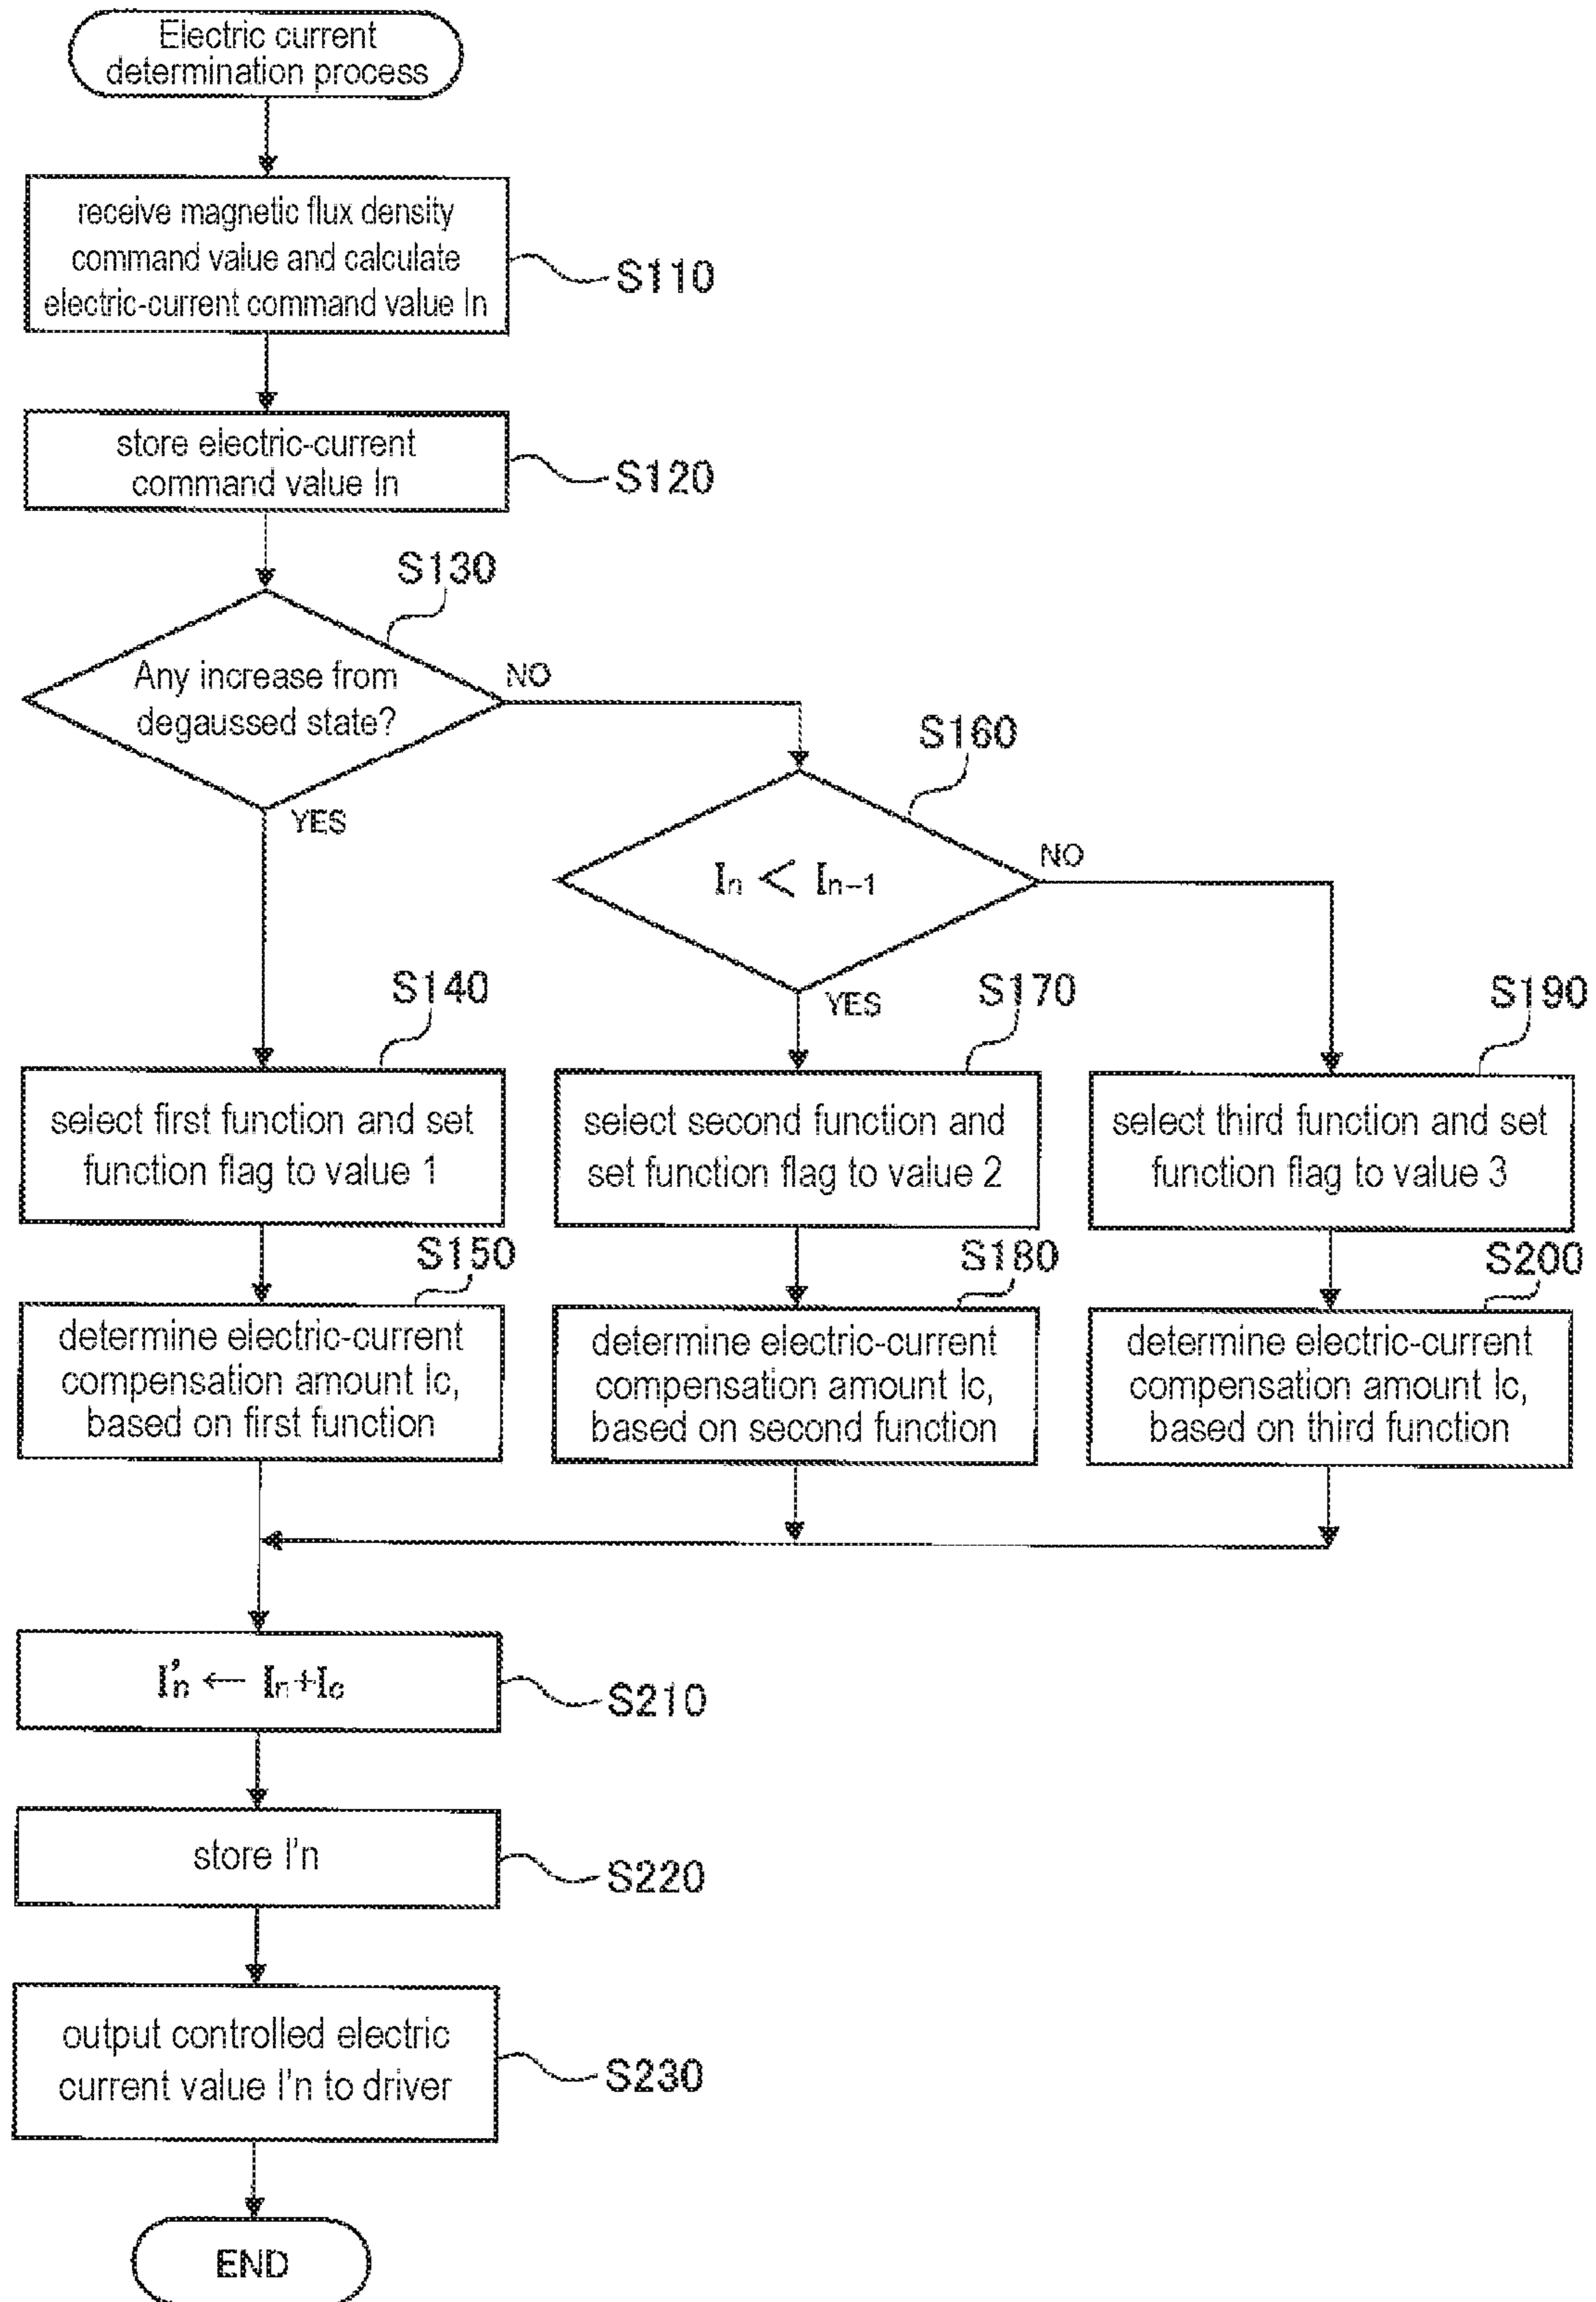 Electric current
determination process
receive magnetic flux density
command value and calculate
electric-current command value In
S110
store electric-current
command value In
S120
S130
Any increase from
degaussed state?
NO
YES
S160
In < In-1
NO
YES
S140
select first function and set
function flag to value 1
S170
select second function and
set function flag to value 2
S190
select third function and set
function flag to value 3
S150
determine electric-current
compensation amount Ic,
based on first function
S180
determine electric-current
compensation amount Ic,
based on second function
S200
determine electric-current
compensation amount Ic,
based on third function
I'n ← In+Ic
S210
store I'n
S220
output controlled electric
current value I'n to driver
S230
END